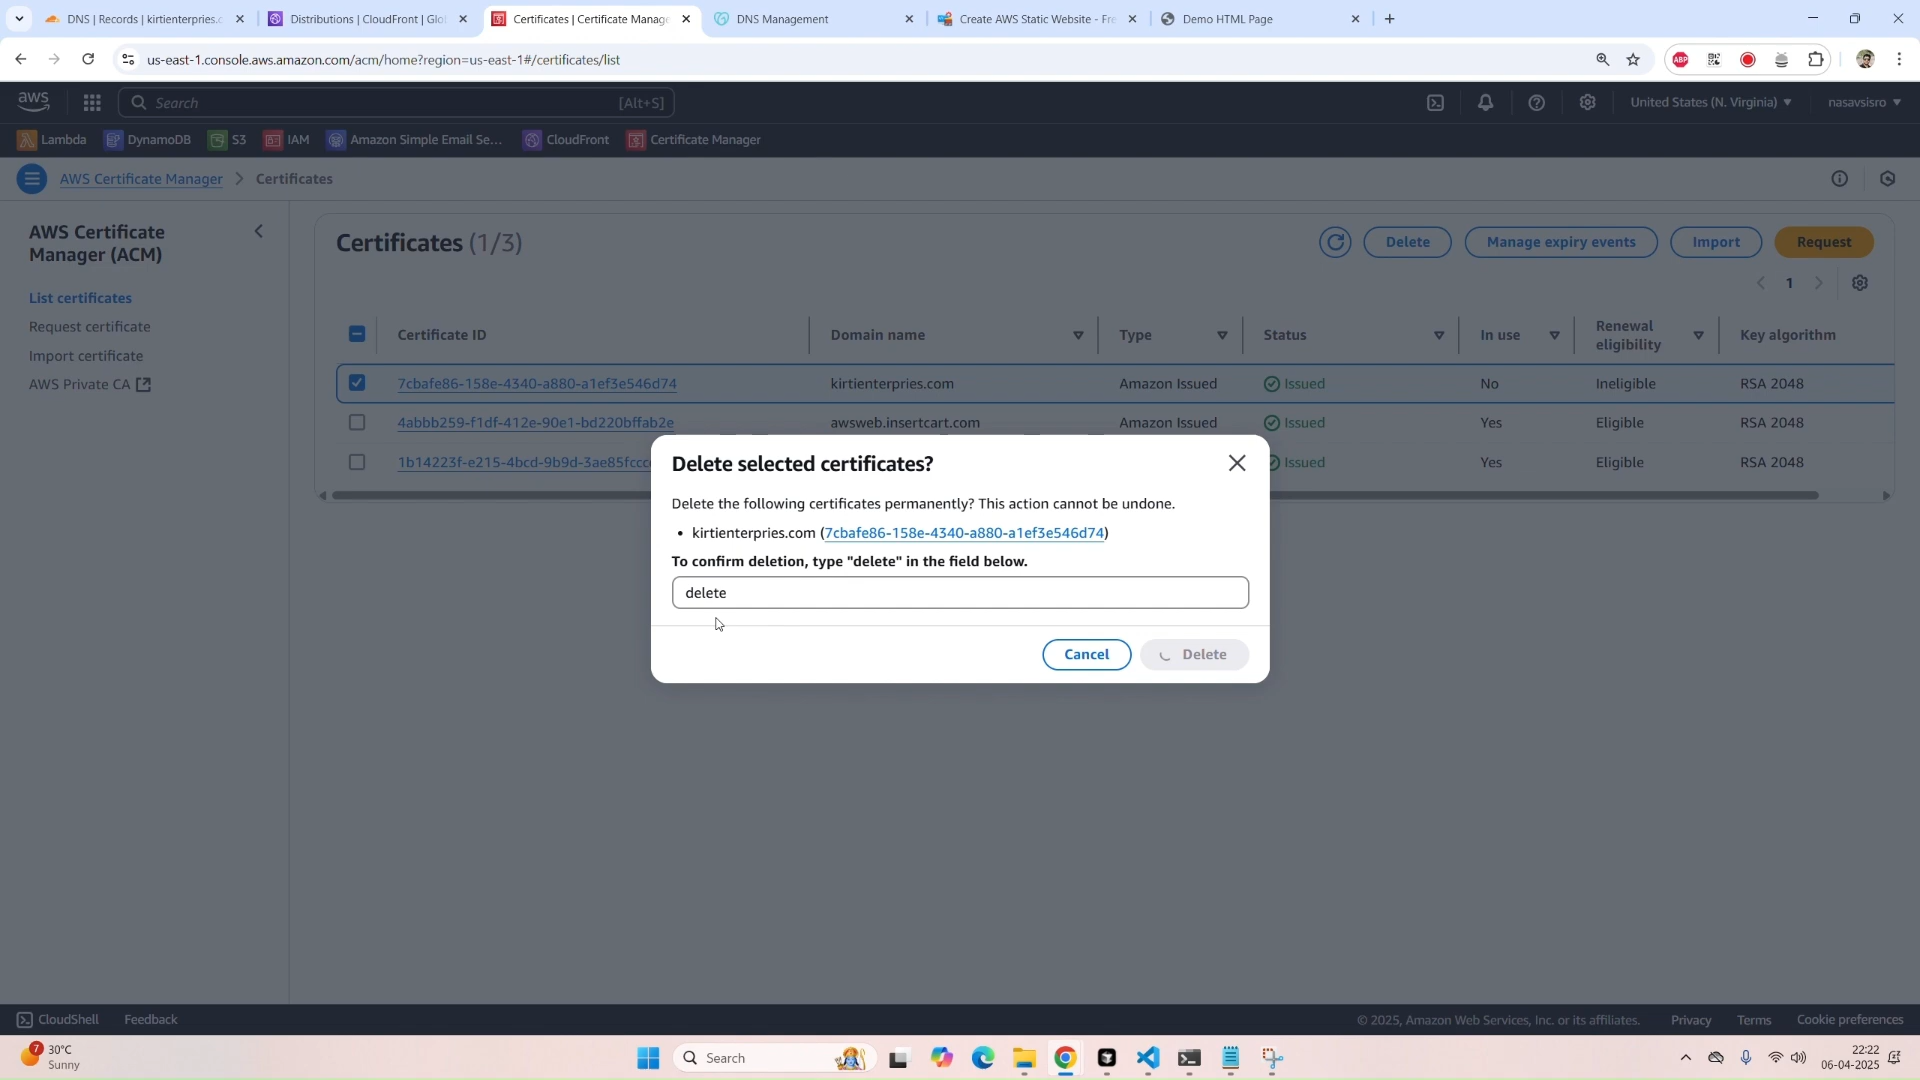 DNS | Records | kirtienterpries.c
Distributions | CloudFront | Glo
Certificates | Certificate Manage
DNS Management
Create AWS Static Website - Fre
Demo HTML Page
us-east-1.console.aws.amazon.com/acm/home?region=us-east-1#/certificates/list
ABP
aws
Search
[Alt+S]
United States (N. Virginia)
nasavsisro
Lambda
DynamoDB
S3
IAM
Amazon Simple Email Se...
CloudFront
Certificate Manager
AWS Certificate Manager > Certificates
AWS Certificate
Manager (ACM)
List certificates
Request certificate
Import certificate
AWS Private CA
Certificates (1/3)
Delete
Manage expiry events
Import
Request
1
Certificate ID
Domain name
Type
Status
In use
Renewal
eligibility
Key algorithm
7cbafe86-158e-4340-a880-a1ef3e546d74 kirtienterpries.com Amazon Issued Issued No Ineligible RSA 2048
4abbb259-f1df-412e-90e1-bd220bffab2e awsweb.insertcart.com Amazon Issued Issued Yes Eligible RSA 2048
1b14223f-e215-4bcd-9b9d-3ae85fccc Issued Yes Eligible RSA 2048
Delete selected certificates?
Delete the following certificates permanently? This action cannot be undone.
• kirtienterpries.com (7cbafe86-158e-4340-a880-a1ef3e546d74)
To confirm deletion, type "delete" in the field below.
delete
Cancel
Delete
CloudShell
Feedback
© 2025, Amazon Web Services, Inc. or its affiliates.
Privacy
Terms
Cookie preferences
7
30°C
Sunny
Search
22:22
06-04-2025